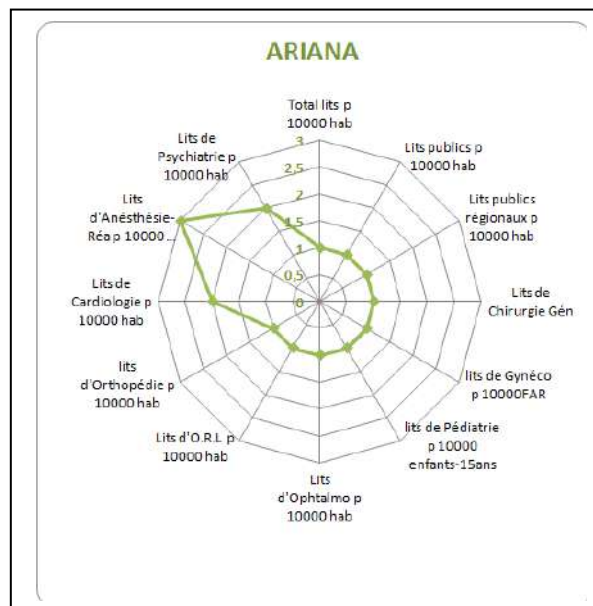 ARIANA
Total lits p
10000 hab
Lits publics p
10000 hab
Lits publics
régionaux p
10000 hab
Lits de
Chirurgie Gén
lits de Gynéco
p 10000FAR
lits de Pédiatrie
p 10000
enfants-15ans
Lits
d'Ophtalmo p
10000 hab
Lits d'O.R.L p
10000 hab
lits
d'Orthopédie p
10000 hab
Lits de
Cardiologie p
10000 hab
Lits
d'Anésthésie-
Réa p 10000
...
Lits de
Psychiatrie p
10000 hab
3
2,5
2
1,5
1
0,5
0